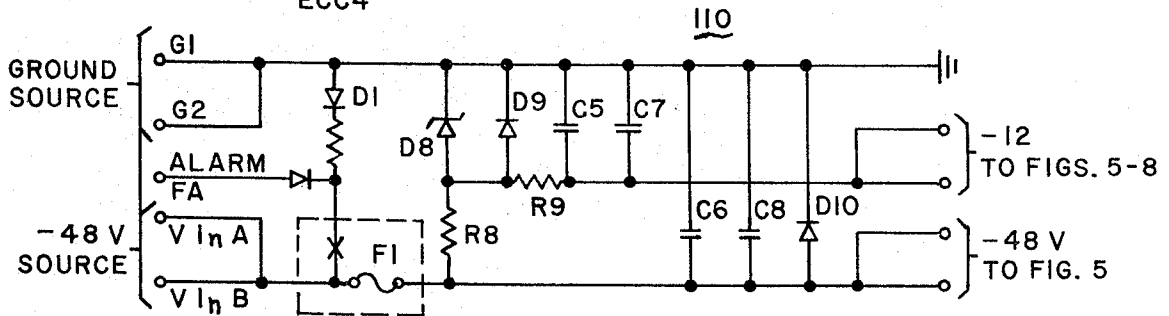 ECC4
110
GROUND
SOURCE
G1
G2
ALARM
FA
-48 V
SOURCE
V In A
V In B
D1
F1
D8
R8
D9
R9
C5
C7
C6
C8
D10
-12
TO FIGS. 5-8
-48 V
TO FIG. 5